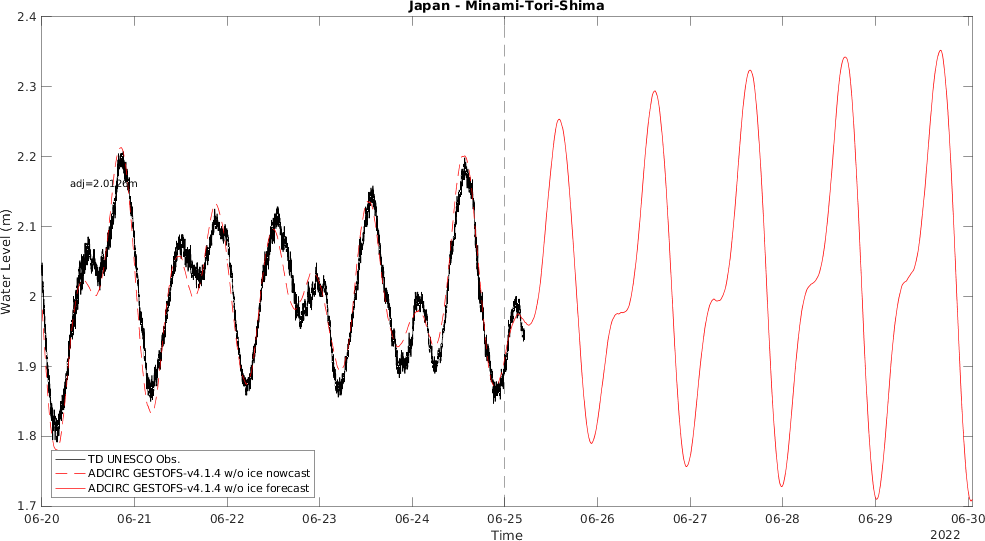 Japan - Minami-Tori-Shima
2.4
2.3
2.2
2.1
2
1.9
1.8
1.7
Water Level (m)
adj=2.0126m
TD UNESCO Obs.
ADCIRC GESTOFS-v4.1.4 w/o ice nowcast
ADCIRC GESTOFS-v4.1.4 w/o ice forecast
06-20 06-21 06-22 06-23 06-24 06-25 06-26 06-27 06-28 06-29 06-30
Time
2022